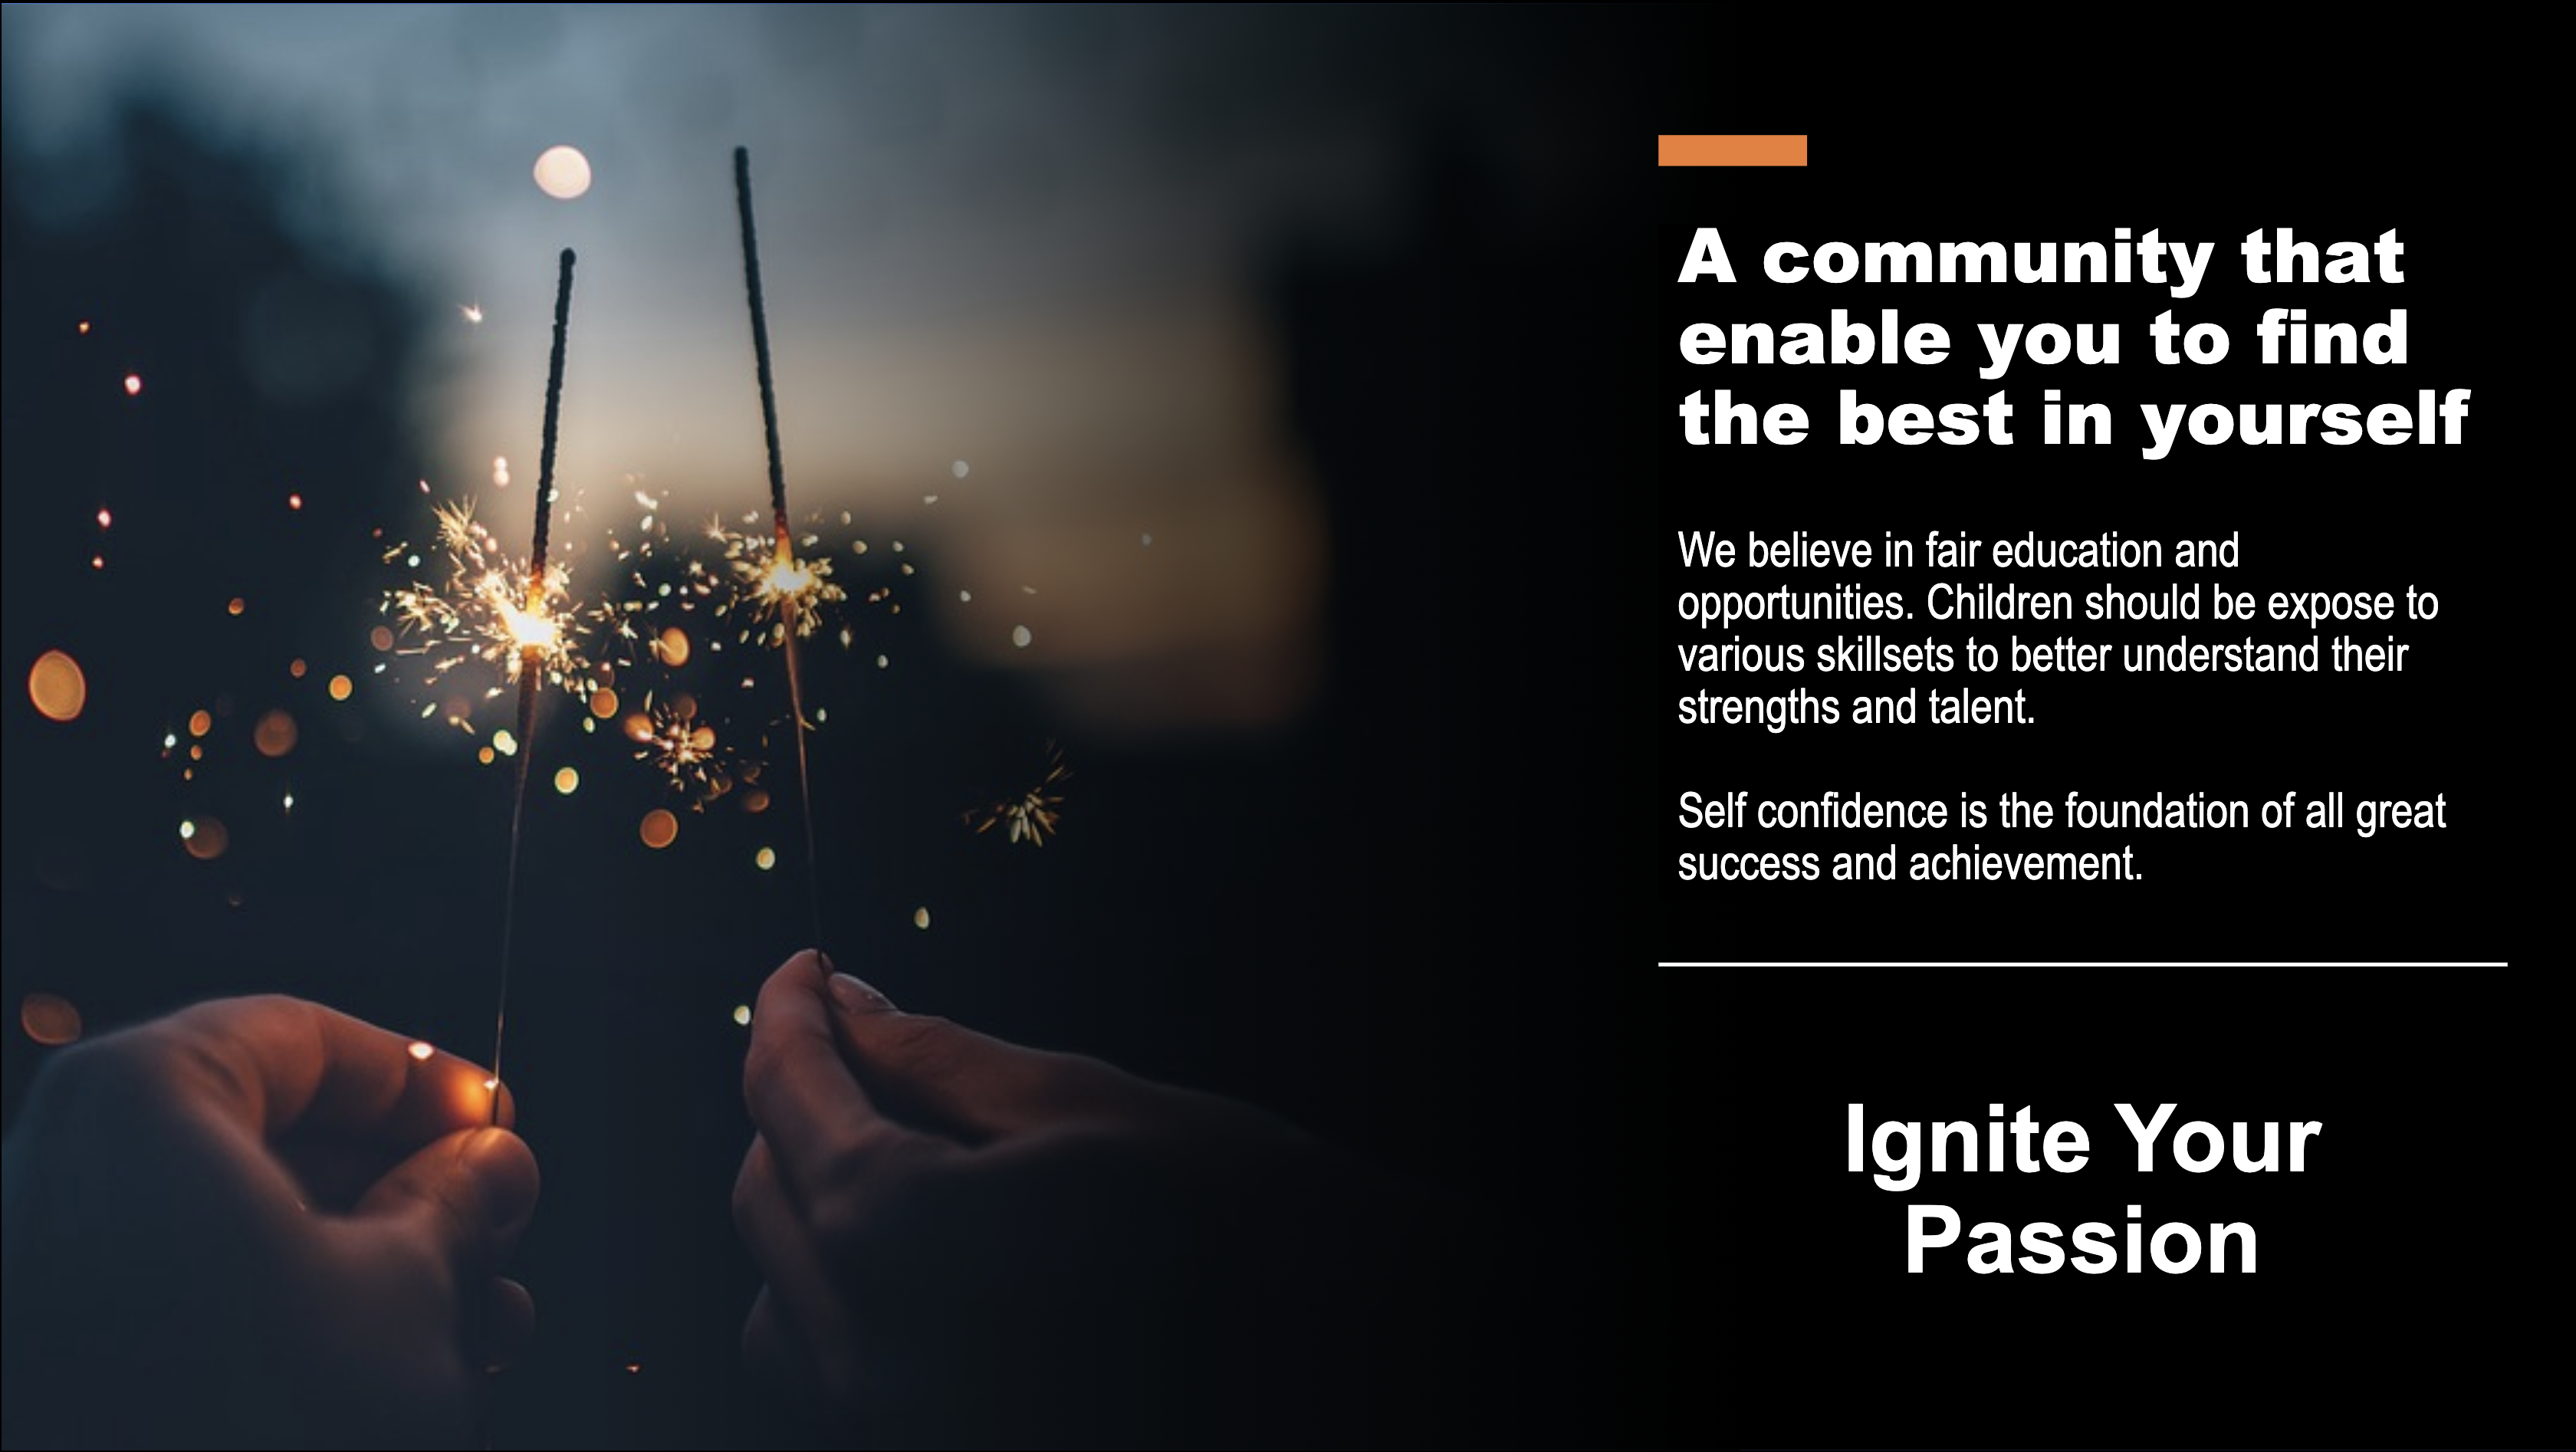 A community that
enable you to find
the best in yourself
We believe in fair education and
opportunities. Children should be expose to
various skillsets to better understand their
strengths and talent.
Self confidence is the foundation of all great
success and achievement.
Ignite Your
Passion